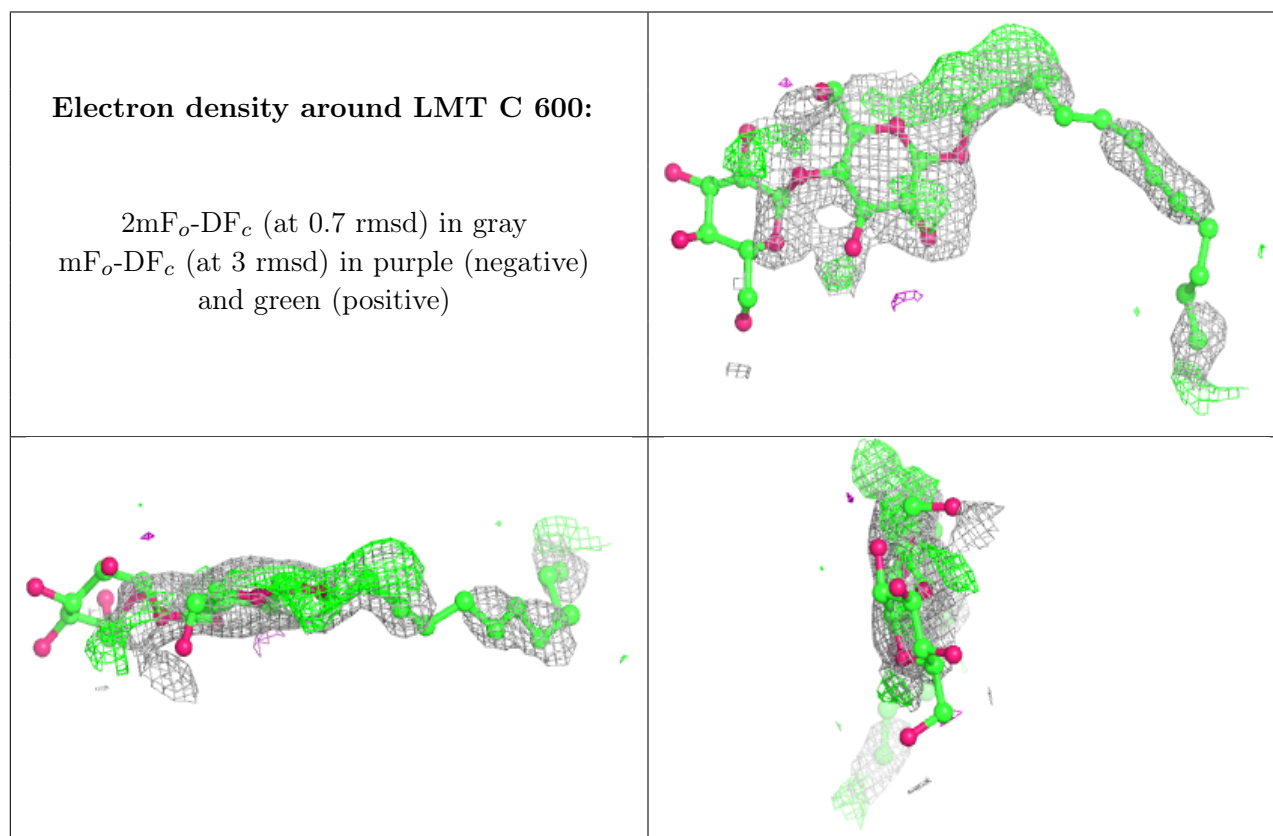 Electron density around LMT C 600:
2mFo-DFc (at 0.7 rmsd) in gray
mFo-DFc (at 3 rmsd) in purple (negative)
and green (positive)